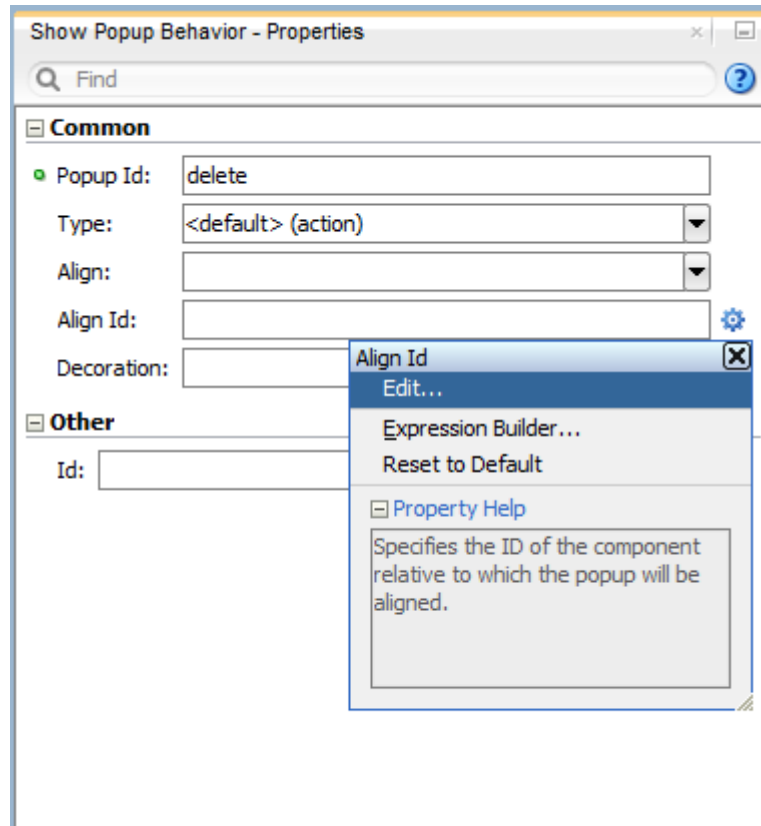 Show Popup Behavior - Properties
Find
Common
Popup Id: delete
Type: <default> (action)
Align:
Align Id:
Decoration:
Align Id
Edit...
Expression Builder...
Reset to Default
Property Help
Specifies the ID of the component
relative to which the popup will be
aligned.
Other
Id: